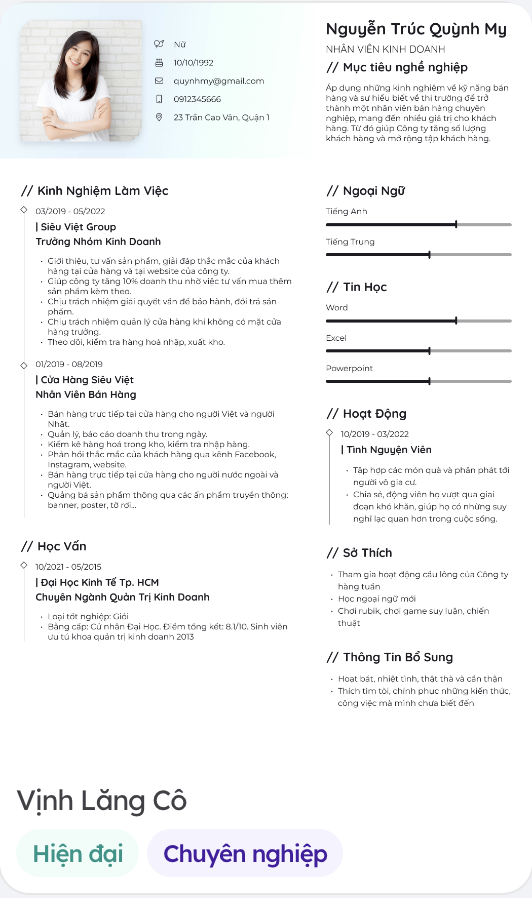 Nữ
10/10/1992
quynhmy@gmail.com
0912345666
23 Trần Cao Vân, Quận 1
Nguyễn Trúc Quỳnh My
NHÂN VIÊN KINH DOANH
// Mục tiêu nghề nghiệp
Áp dụng những kinh nghiệm về kỹ năng bán
hàng và sự hiểu biết về thị trường để trở
thành một nhân viên bán hàng chuyên
nghiệp, mang đến nhiều giá trị cho khách
hàng. Từ đó giúp Công ty tăng số lượng
khách hàng và mở rộng tập khách hàng.
// Kinh Nghiệm Làm Việc
03/2019 - 05/2022
| Siêu Việt Group
Trưởng Nhóm Kinh Doanh
• Giới thiệu, tư vấn sản phẩm, giải đáp thắc mắc của khách
hàng tại cửa hàng và tại website của công ty.
• Giúp công ty tăng 10% doanh thu nhờ việc tư vấn mua thêm
sản phẩm kèm theo.
• Chịu trách nhiệm giải quyết vấn đề bảo hành, đổi trả sản
phẩm.
• Chịu trách nhiệm quản lý cửa hàng khi không có mặt cửa
hàng trưởng.
• Theo dõi, kiểm tra hàng hoá nhập, xuất kho.
01/2019 - 08/2019
| Cửa Hàng Siêu Việt
Nhân Viên Bán Hàng
• Bán hàng trực tiếp tại cửa hàng cho người Việt và người
Nhật.
• Quản lý, báo cáo doanh thu trong ngày.
• Kiểm kê hàng hoá trong kho, kiểm tra nhập hàng.
• Phản hồi thắc mắc của khách hàng qua kênh Facebook,
Instagram, website.
• Bán hàng trực tiếp tại cửa hàng cho người nước ngoài và
người Việt.
• Quảng bá sản phẩm thông qua các ấn phẩm truyền thông:
banner, poster, tờ rơi...
// Học Vấn
10/2021 - 05/2015
| Đại Học Kinh Tế Tp. HCM
Chuyên Ngành Quản Trị Kinh Doanh
• Loại tốt nghiệp: Giỏi
• Bằng cấp: Cử nhân Đại Học. Điểm tổng kết: 8.1/10. Sinh viên
ưu tú khoa quản trị kinh doanh 2013
// Ngoại Ngữ
Tiếng Anh
Tiếng Trung
// Tin Học
Word
Excel
Powerpoint
// Hoạt Động
10/2019 - 03/2022
| Tình Nguyện Viên
• Tập hợp các món quà và phân phát tới
người vô gia cư.
• Chia sẻ, động viên họ vượt qua giai
đoạn khó khăn, giúp họ có những suy
nghĩ lạc quan hơn trong cuộc sống.
// Sở Thích
• Tham gia hoạt động cầu lông của Công ty
hàng tuần
• Học ngoại ngữ mới
• Chơi rubik, chơi game suy luận, chiến
thuật
// Thông Tin Bổ Sung
• Hoạt bát, nhiệt tình, thật thà và cẩn thận
• Thích tìm tòi, chinh phục những kiến thức,
công việc mà mình chưa biết đến
Vịnh Lăng Cô
Hiện đại
Chuyên nghiệp